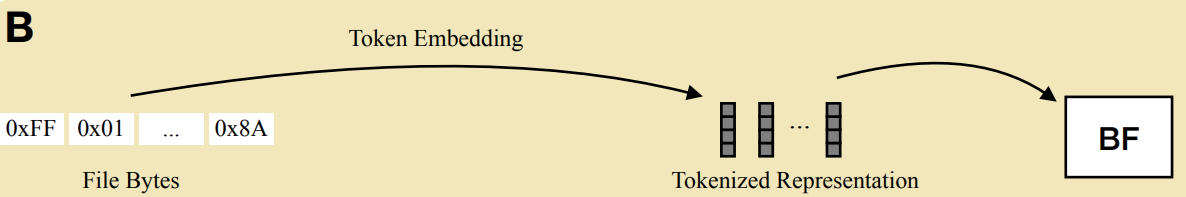 B
Token Embedding
0xFF 0x01 ... 0x8A
...
BF
File Bytes
Tokenized Representation